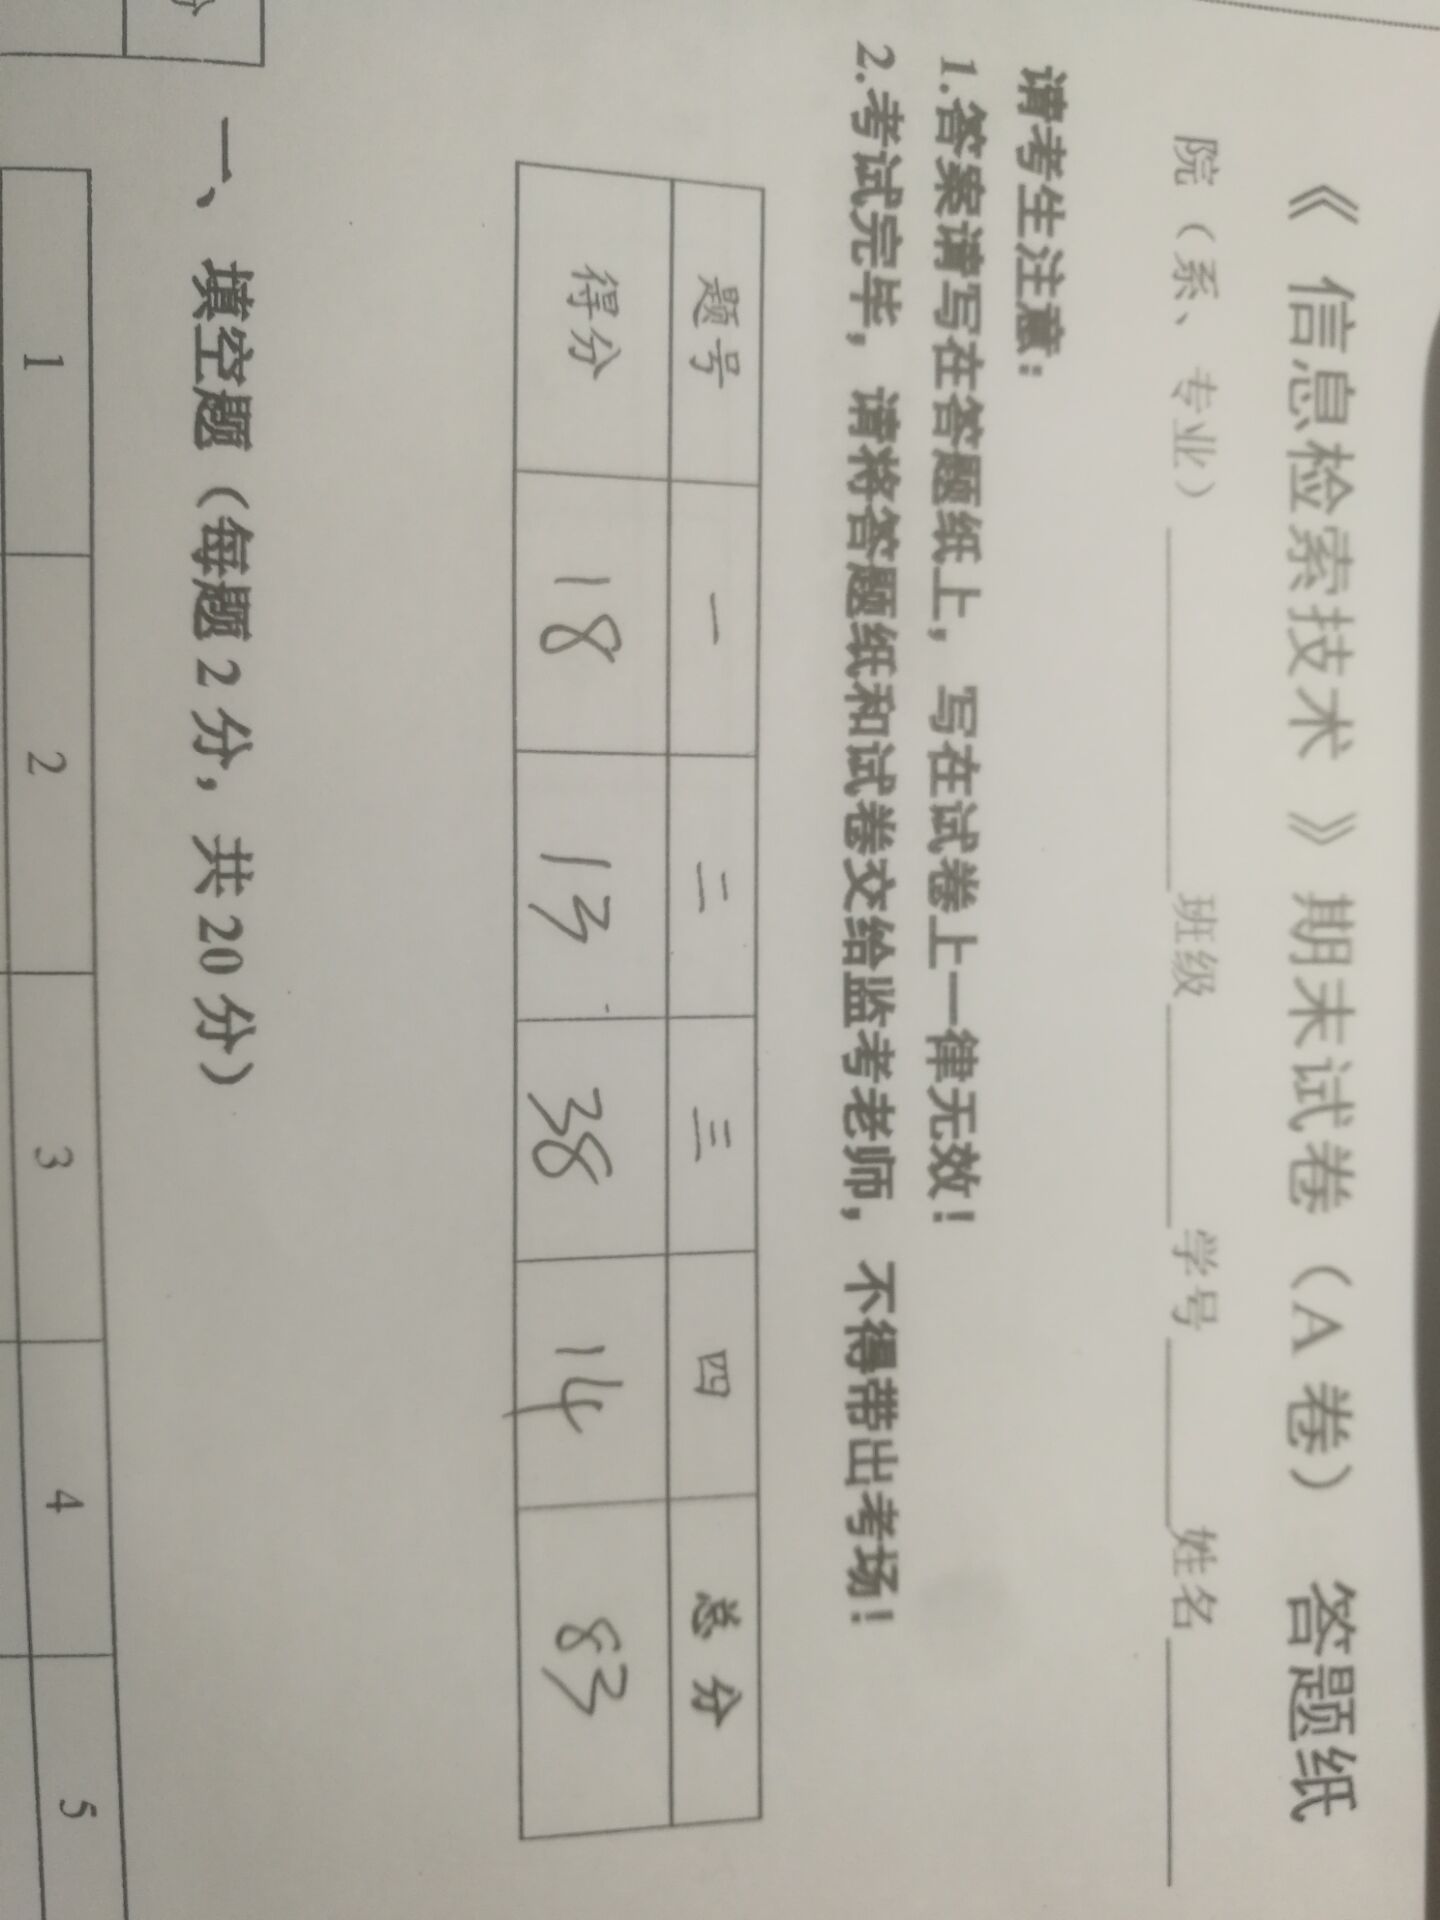 《 信息检索技术 》期末试卷（A 卷） 答题纸
院（系、专业）______________班级________学号_______姓名_________
请考生注意：
1.答案请写在答题纸上，写在试卷上一律无效！
2.考试完毕，请将答题纸和试卷交给监考老师，不得带出考场！
题号 一 二 三 四 总 分
得分 18 13 38 14 83
分
一、 填空题（每题 2 分，共 20 分）
1 2 3 4 5